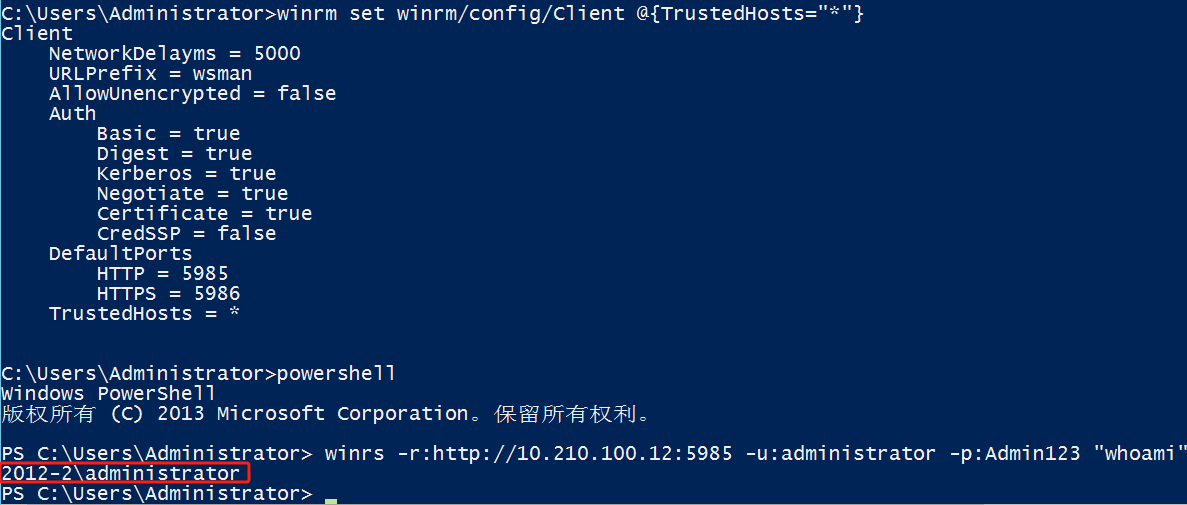 C:\Users\Administrator>winrm set winrm/config/Client @{TrustedHosts="*"}
Client
    NetworkDelayms = 5000
    URLPrefix = wsman
    AllowUnencrypted = false
    Auth
        Basic = true
        Digest = true
        Kerberos = true
        Negotiate = true
        Certificate = true
        CredSSP = false
    DefaultPorts
        HTTP = 5985
        HTTPS = 5986
    TrustedHosts = *
C:\Users\Administrator>powershell
Windows PowerShell
版权所有 (C) 2013 Microsoft Corporation。保留所有权利。
PS C:\Users\Administrator> winrs -r:http://10.210.100.12:5985 -u:administrator -p:Admin123 "whoami"
2012-2\administrator
PS C:\Users\Administrator>